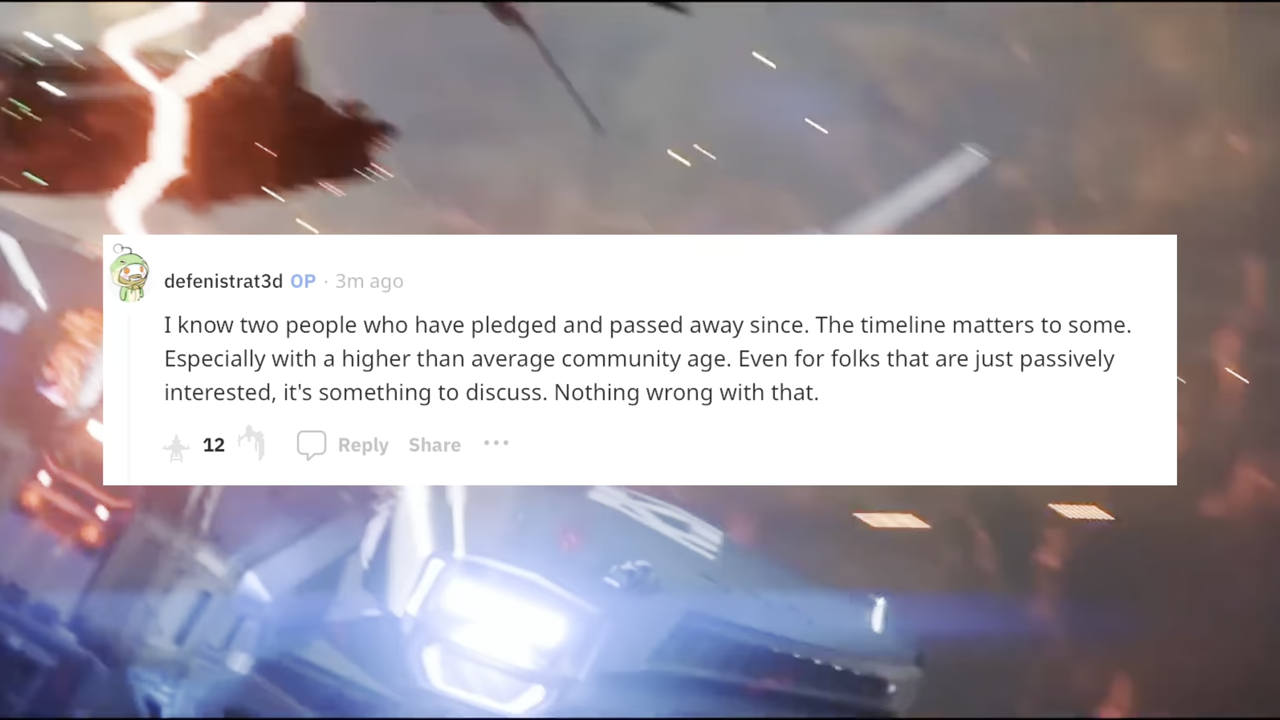 defenistrat3d OP · 3m ago
I know two people who have pledged and passed away since. The timeline matters to some.
Especially with a higher than average community age. Even for folks that are just passively
interested, it's something to discuss. Nothing wrong with that.
12 Reply Share ···